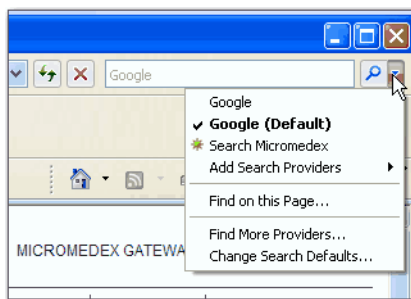 Google
Google
Google (Default)
Search Micromedex
Add Search Providers
Find on this Page...
MICROMEDEX GATEWA
Find More Providers...
Change Search Defaults...